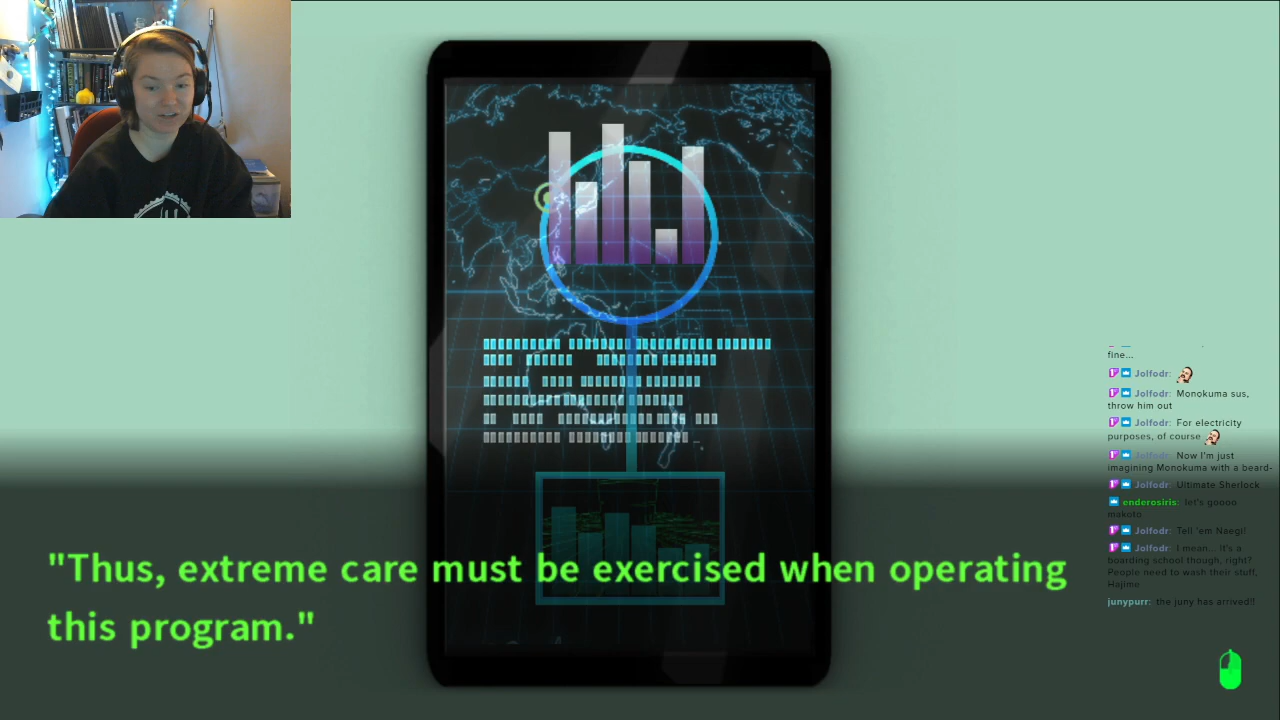 fine...
Jolfodr:
Jolfodr: Monokuma sus,
throw him out
Jolfodr: For electricity
purposes, of course
Jolfodr: Now I'm just
imagining Monokuma with a beard-
Jolfodr: Ultimate Sherlock
enderosiris: let's goooo
makoto
Jolfodr: Tell 'em Naegi!
Jolfodr: I mean... It's a
boarding school though, right?
People need to wash their stuff,
Hajime
junypurr: the juny has arrived!!
"Thus, extreme care must be exercised when operating
this program."